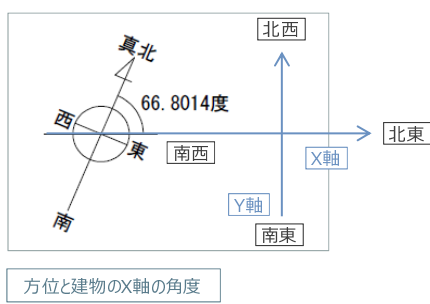 北西
真北
66.8014度
西
東
北東
南西
X軸
Y軸
南
南東
方位と建物のX軸の角度